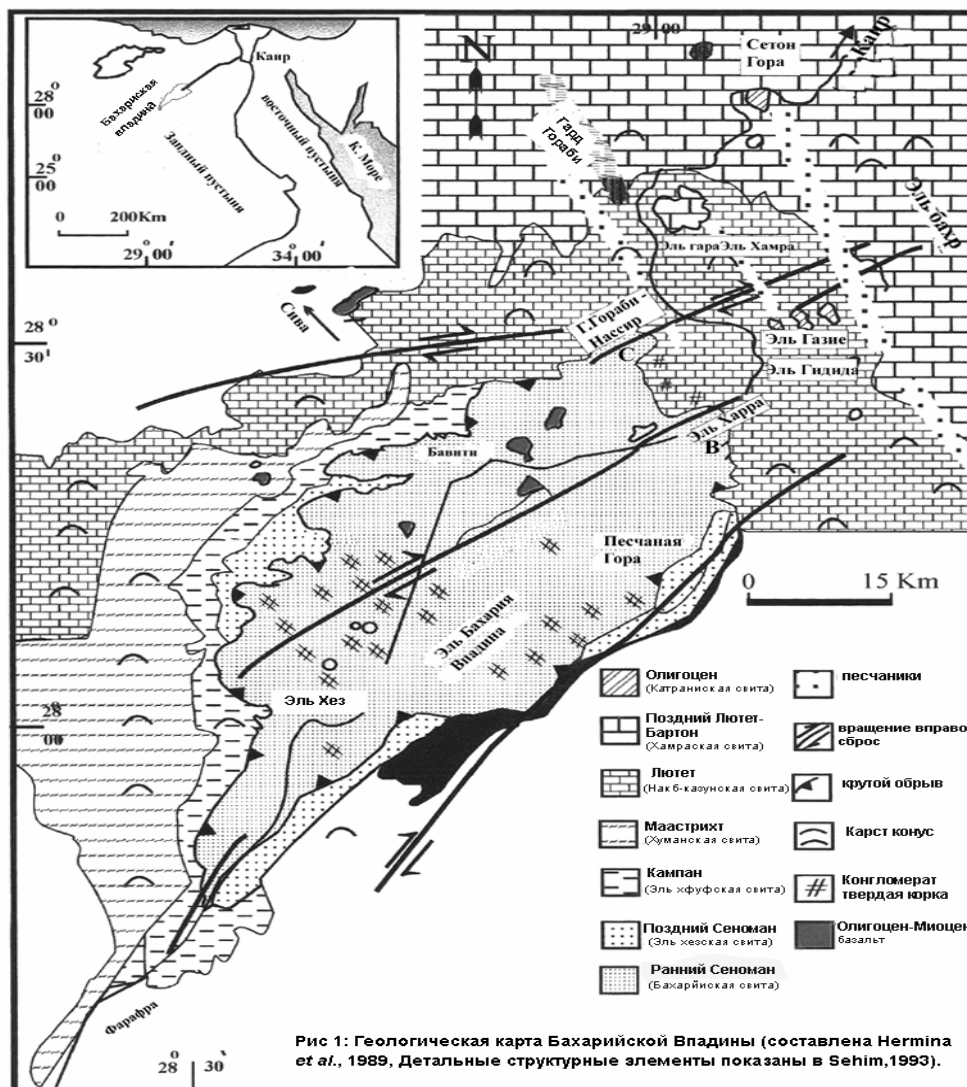 29 00
N
Сетон
Гора
Каир
Каир
28°
00
Бахариская
впадина
восточный пустыня
Гард
Гораби
К. Море
Западный пустыня
25
00
0 200Km
29 00
34 00
Эль бахр
Эль гара Эль Хамра
Сива
28°
30'
Г.Гораби -
Нассир
C
Эль Газие
Эль Гидида
Эль Харра
B
Бавити
Песчаная
Гора
0 15 Km
Эль Бахария
Впадина
Эль Хез
28
00
Олигоцен
(Катраниская свита)
Поздний Лютет-
Бартон
(Хамраская свита)
Лютет
(Накб-казунская свита)
Маастрихт
(Хуманская свита)
Кампан
(Эль хфуфская свита)
Поздний Сеноман
(Эль хезская свита)
Ранний Сеноман
(Бахарйиская свита)
песчаники
вращение вправо
сброс
крутой обрыв
Карст конус
Конгломерат
твердая корка
Олигоцен-Миоцен
базальт
Фарафра
28° 30'
Рис 1: Геологическая карта Бахарийской Впадины (составлена Hermina
et al., 1989, Детальные структурные элементы показаны в Sehim,1993).